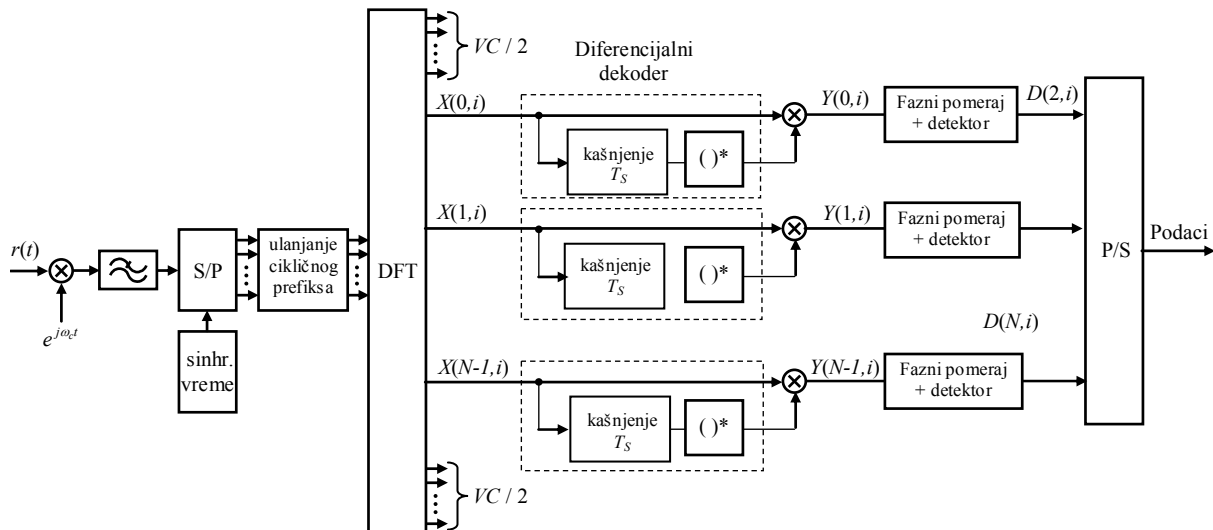 VC / 2
Diferencijalni
dekoder
X(0,i)
Y(0,i)
D(2,i)
Fazni pomeraj
+ detektor
kašnjenje
T_S
( )*
X(1,i)
Y(1,i)
Fazni pomeraj
+ detektor
kašnjenje
T_S
( )*
r(t)
S/P
ulanjanje
cikličnog
prefiksa
DFT
P/S
Podaci
e^{jω_c t}
sinhr.
vreme
D(N,i)
X(N-1,i)
Y(N-1,i)
Fazni pomeraj
+ detektor
kašnjenje
T_S
( )*
VC / 2